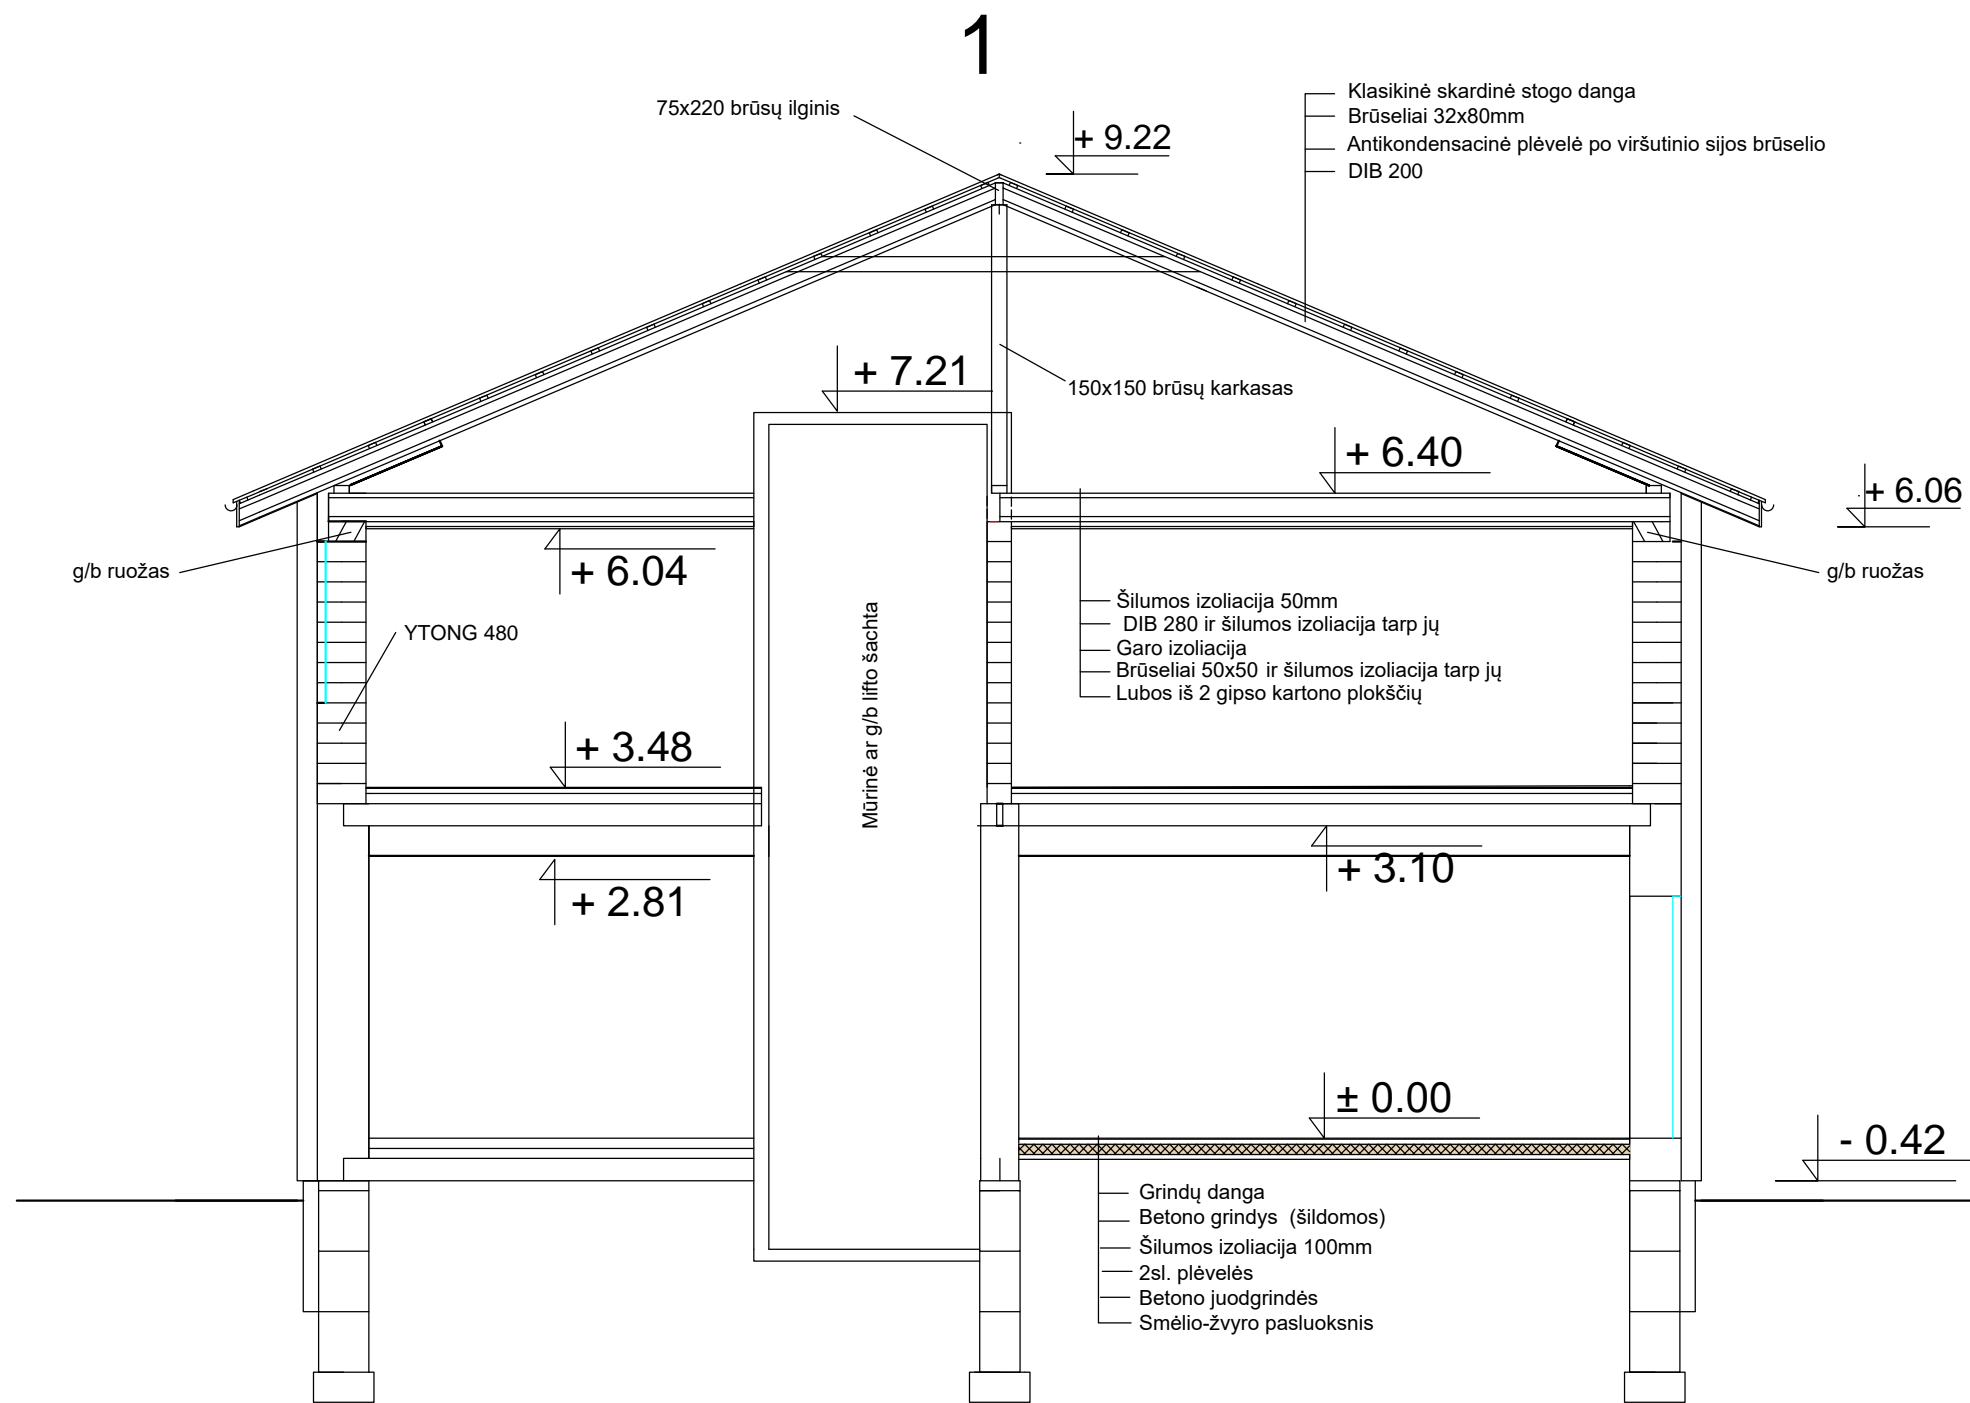 1
75x220 brūsų ilginis
+ 9.22
Klasikinė skardinė stogo danga
Brūseliai 32x80mm
Antikondensacinė plėvelė po viršutinio sijos brūselio
DIB 200
+ 7.21
150x150 brūsų karkasas
+ 6.40
+ 6.06
g/b ruožas
+ 6.04
g/b ruožas
YTONG 480
Mūrinė ar g/b lifto šachta
Šilumos izoliacija 50mm
DIB 280 ir šilumos izoliacija tarp jų
Garo izoliacija
Brūseliai 50x50 ir šilumos izoliacija tarp jų
Lubos iš 2 gipso kartono plokščių
+ 3.48
+ 3.10
+ 2.81
± 0.00
- 0.42
Grindų danga
Betono grindys (šildomos)
Šilumos izoliacija 100mm
2sl. plėvelės
Betono juodgrindės
Smėlio-žvyro pasluoksnis